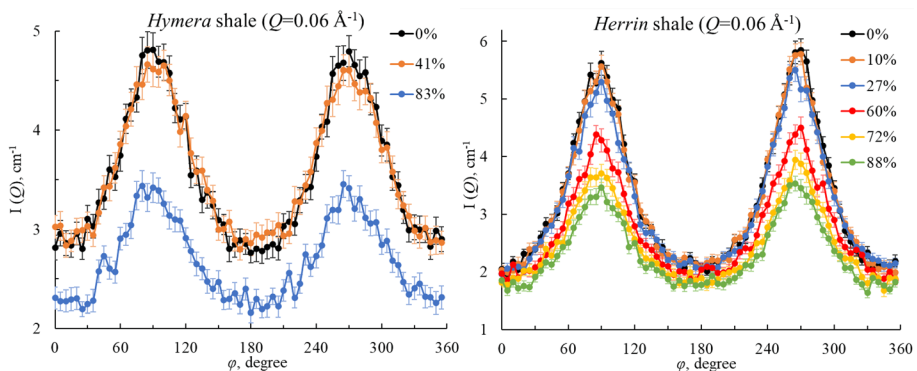 Hymera shale (Q=0.06 Å⁻¹)
5
4
3
2
I (Q), cm⁻¹
0%
41%
83%
0 60 120 180 240 300 360
φ, degree
Herrin shale (Q=0.06 Å⁻¹)
6
5
4
3
2
1
I (Q), cm⁻¹
0%
10%
27%
60%
72%
88%
0 60 120 180 240 300 360
φ, degree